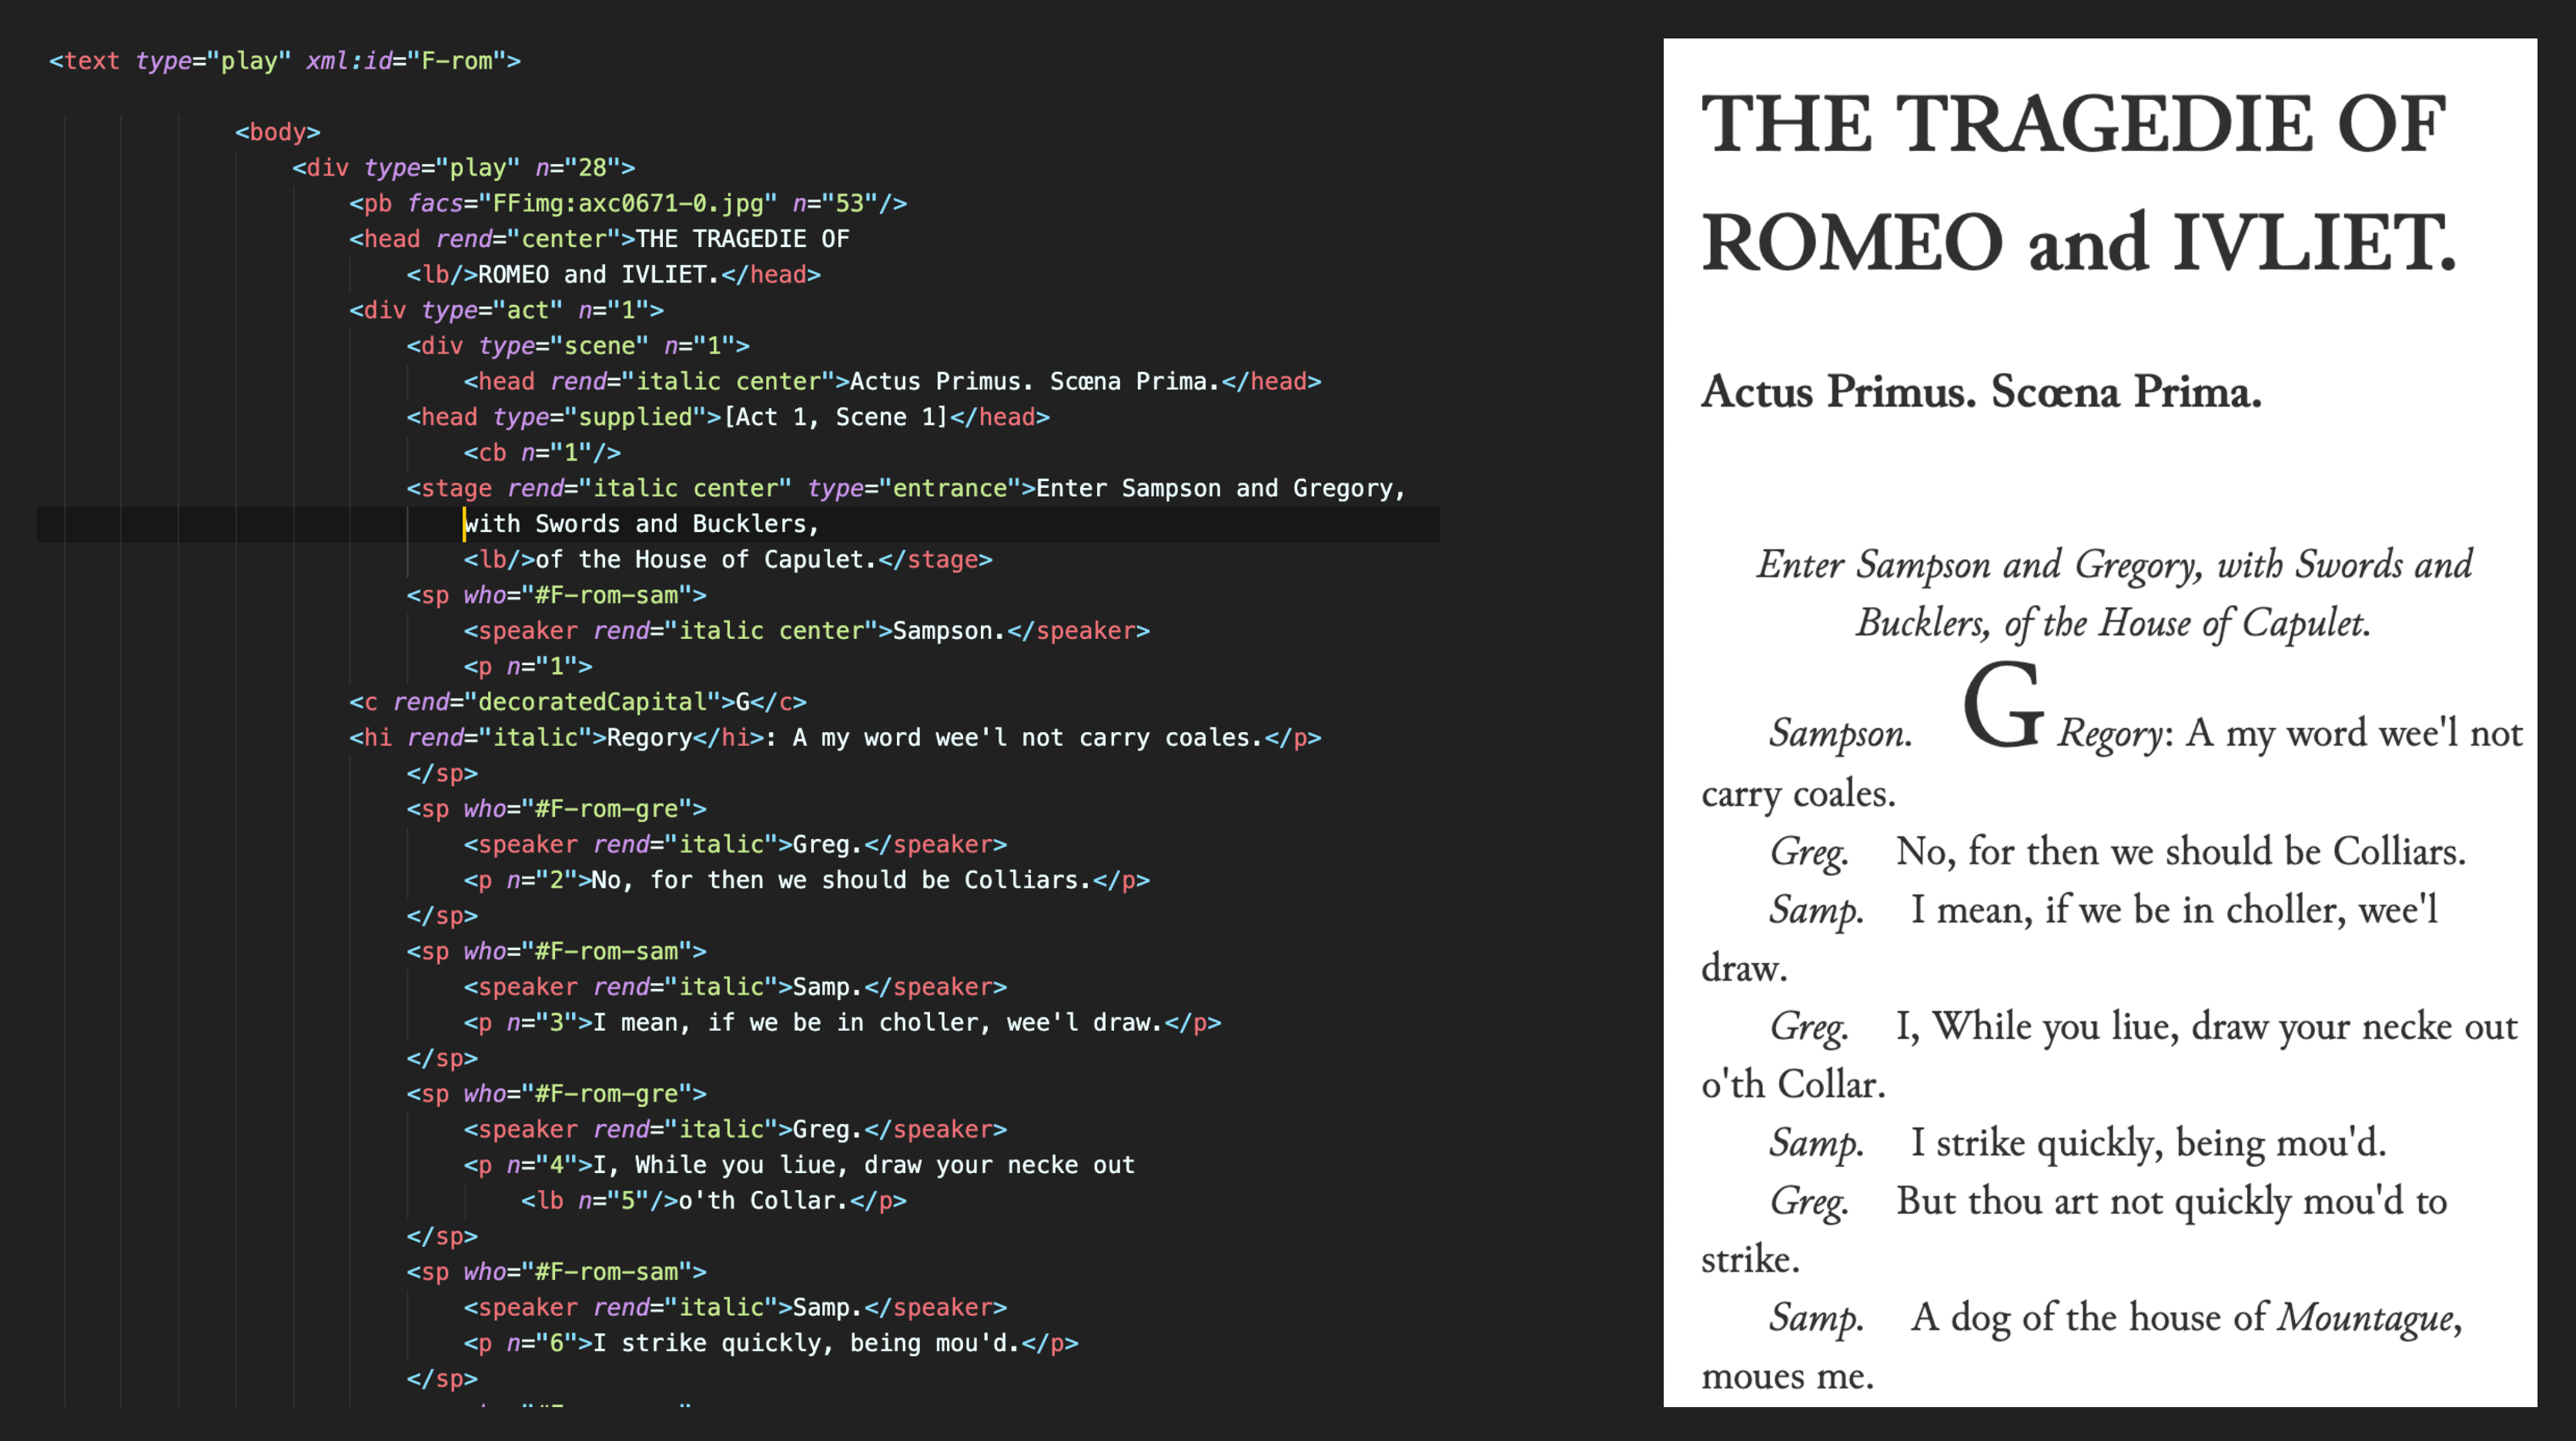 <text type="play" xml:id="F-rom">
<body>
<div type="play" n="28">
<pb facs="FFimg:axc0671-0.jpg" n="53"/>
<head rend="center">THE TRAGEDIE OF
<lb/>ROMEO and IVLIET.</head>
<div type="act" n="1">
<div type="scene" n="1">
<head rend="italic center">Actus Primus. Scœna Prima.</head>
<head type="supplied">[Act 1, Scene 1]</head>
<cb n="1"/>
<stage rend="italic center" type="entrance">Enter Sampson and Gregory,
with Swords and Bucklers,
<lb/>of the House of Capulet.</stage>
<sp who="#F-rom-sam">
<speaker rend="italic center">Sampson.</speaker>
<p n="1">
<c rend="decoratedCapital">G</c>
<hi rend="italic">Regory</hi>: A my word wee'l not carry coales.</p>
</sp>
<sp who="#F-rom-gre">
<speaker rend="italic">Greg.</speaker>
<p n="2">No, for then we should be Colliars.</p>
</sp>
<sp who="#F-rom-sam">
<speaker rend="italic">Samp.</speaker>
<p n="3">I mean, if we be in choller, wee'l draw.</p>
</sp>
<sp who="#F-rom-gre">
<speaker rend="italic">Greg.</speaker>
<p n="4">I, While you liue, draw your necke out
<lb n="5"/>o'th Collar.</p>
</sp>
<sp who="#F-rom-sam">
<speaker rend="italic">Samp.</speaker>
<p n="6">I strike quickly, being mou'd.</p>
</sp>
THE TRAGEDIE OF
ROMEO and IVLIET.
Actus Primus. Scœna Prima.
Enter Sampson and Gregory, with Swords and
Bucklers, of the House of Capulet.
Sampson. G Regory: A my word wee'l not
carry coales.
Greg. No, for then we should be Colliars.
Samp. I mean, if we be in choller, wee'l
draw.
Greg. I, While you liue, draw your necke out
o'th Collar.
Samp. I strike quickly, being mou'd.
Greg. But thou art not quickly mou'd to
strike.
Samp. A dog of the house of Mountague,
moues me.